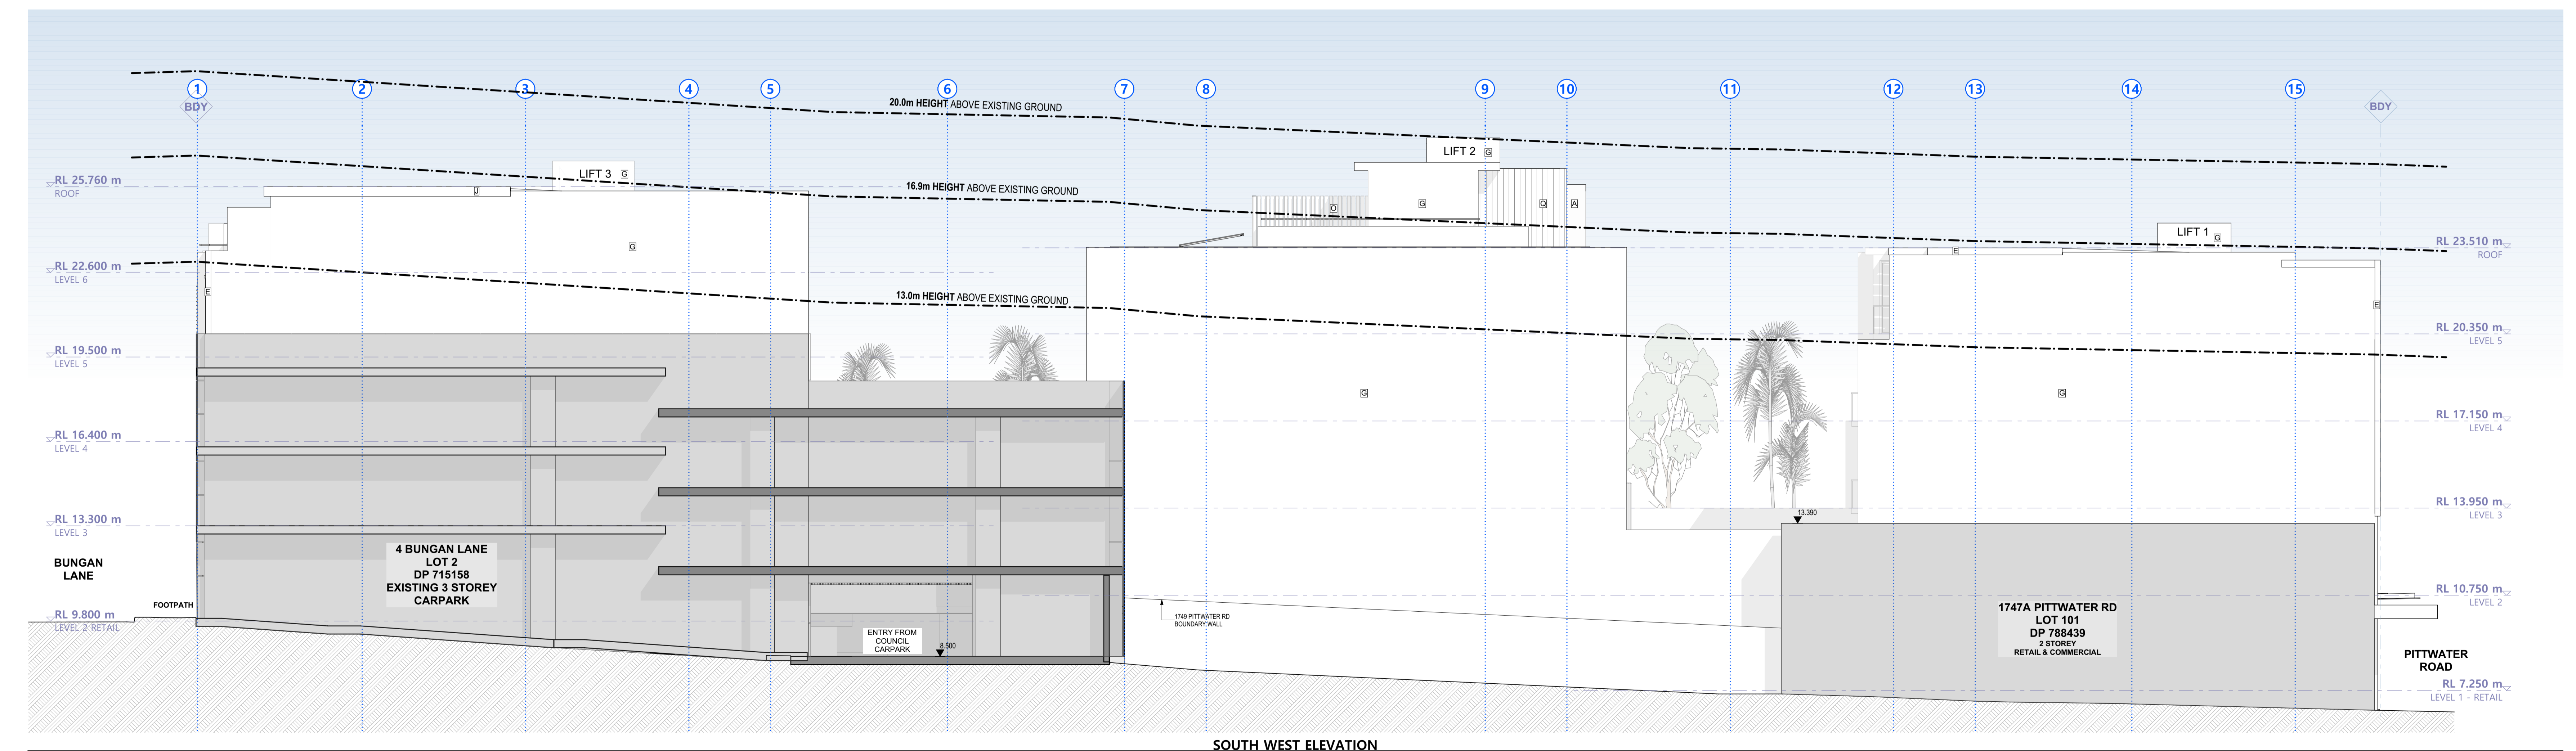 1
2
3
4
5
6
7
8
9
10
11
12
13
14
15
BDY
BDY
20.0m HEIGHT ABOVE EXISTING GROUND
LIFT 2
G
LIFT 3
G
RL 25.760 m
ROOF
J
16.9m HEIGHT ABOVE EXISTING GROUND
O
G
Q
A
LIFT 1
G
G
RL 23.510 m
ROOF
E
RL 22.600 m
LEVEL 6
E
13.0m HEIGHT ABOVE EXISTING GROUND
E
RL 20.350 m
LEVEL 5
RL 19.500 m
LEVEL 5
G
G
RL 17.150 m
LEVEL 4
RL 16.400 m
LEVEL 4
RL 13.950 m
LEVEL 3
13.390
RL 13.300 m
LEVEL 3
4 BUNGAN LANE
LOT 2
DP 715158
EXISTING 3 STOREY
CARPARK
BUNGAN
LANE
FOOTPATH
RL 10.750 m
LEVEL 2
RL 9.800 m
LEVEL 2 RETAIL
1749 PITTWATER RD
BOUNDARY WALL
1747A PITTWATER RD
LOT 101
DP 788439
2 STOREY
RETAIL & COMMERCIAL
ENTRY FROM
COUNCIL
CARPARK
8.500
PITTWATER
ROAD
RL 7.250 m
LEVEL 1 - RETAIL
SOUTH WEST ELEVATION